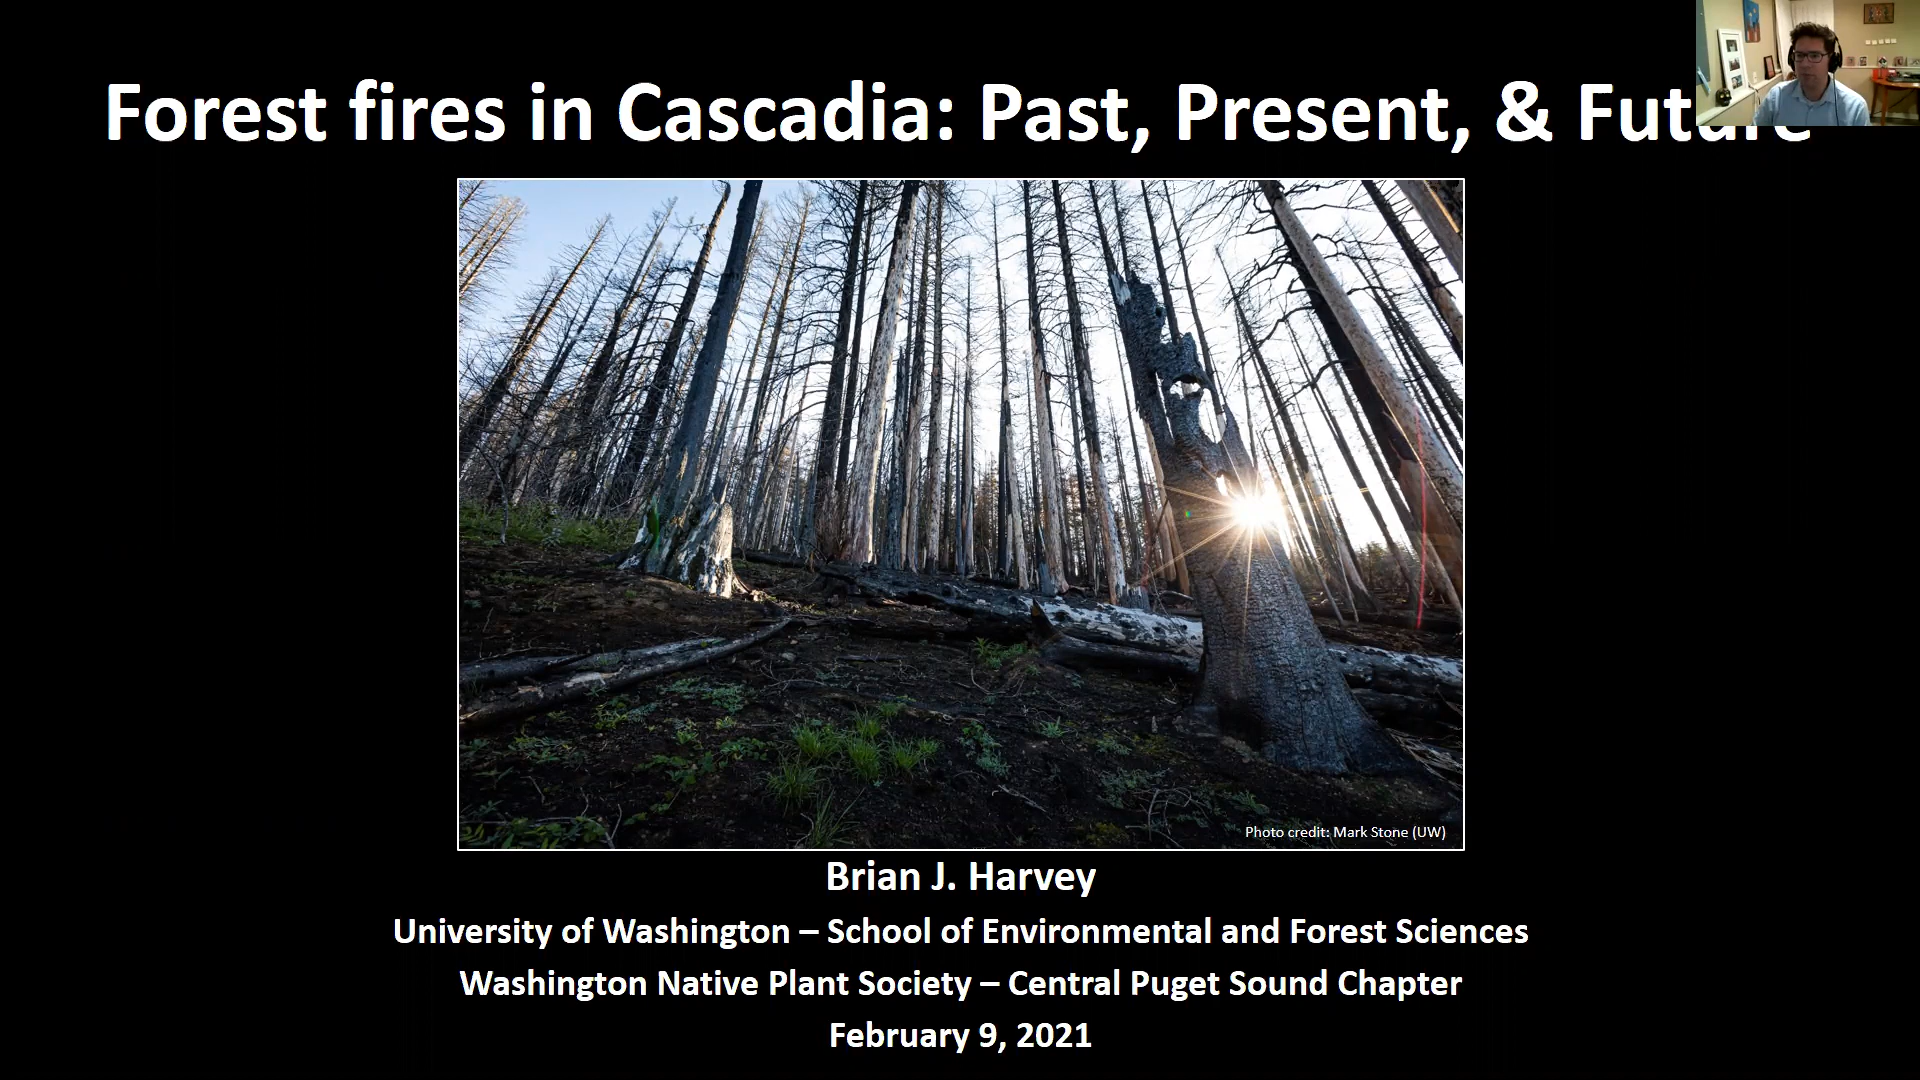 Forest fires in Cascadia: Past, Present, & Future
Photo credit: Mark Stone (UW)
Brian J. Harvey
University of Washington – School of Environmental and Forest Sciences
Washington Native Plant Society – Central Puget Sound Chapter
February 9, 2021